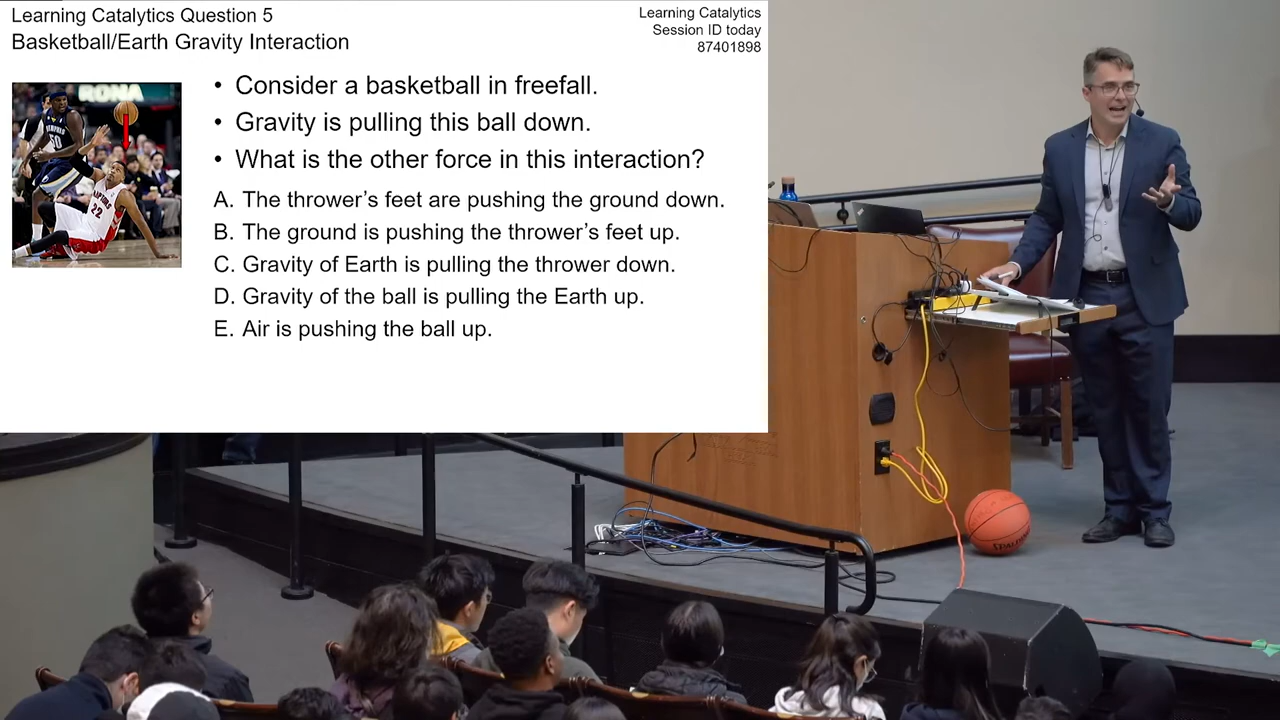 Learning Catalytics Question 5
Basketball/Earth Gravity Interaction
Learning Catalytics
Session ID today
87401898
RONA
MEMPHIS
50
22
• Consider a basketball in freefall.
• Gravity is pulling this ball down.
• What is the other force in this interaction?
A. The thrower’s feet are pushing the ground down.
B. The ground is pushing the thrower’s feet up.
C. Gravity of Earth is pulling the thrower down.
D. Gravity of the ball is pulling the Earth up.
E. Air is pushing the ball up.
SPALDING